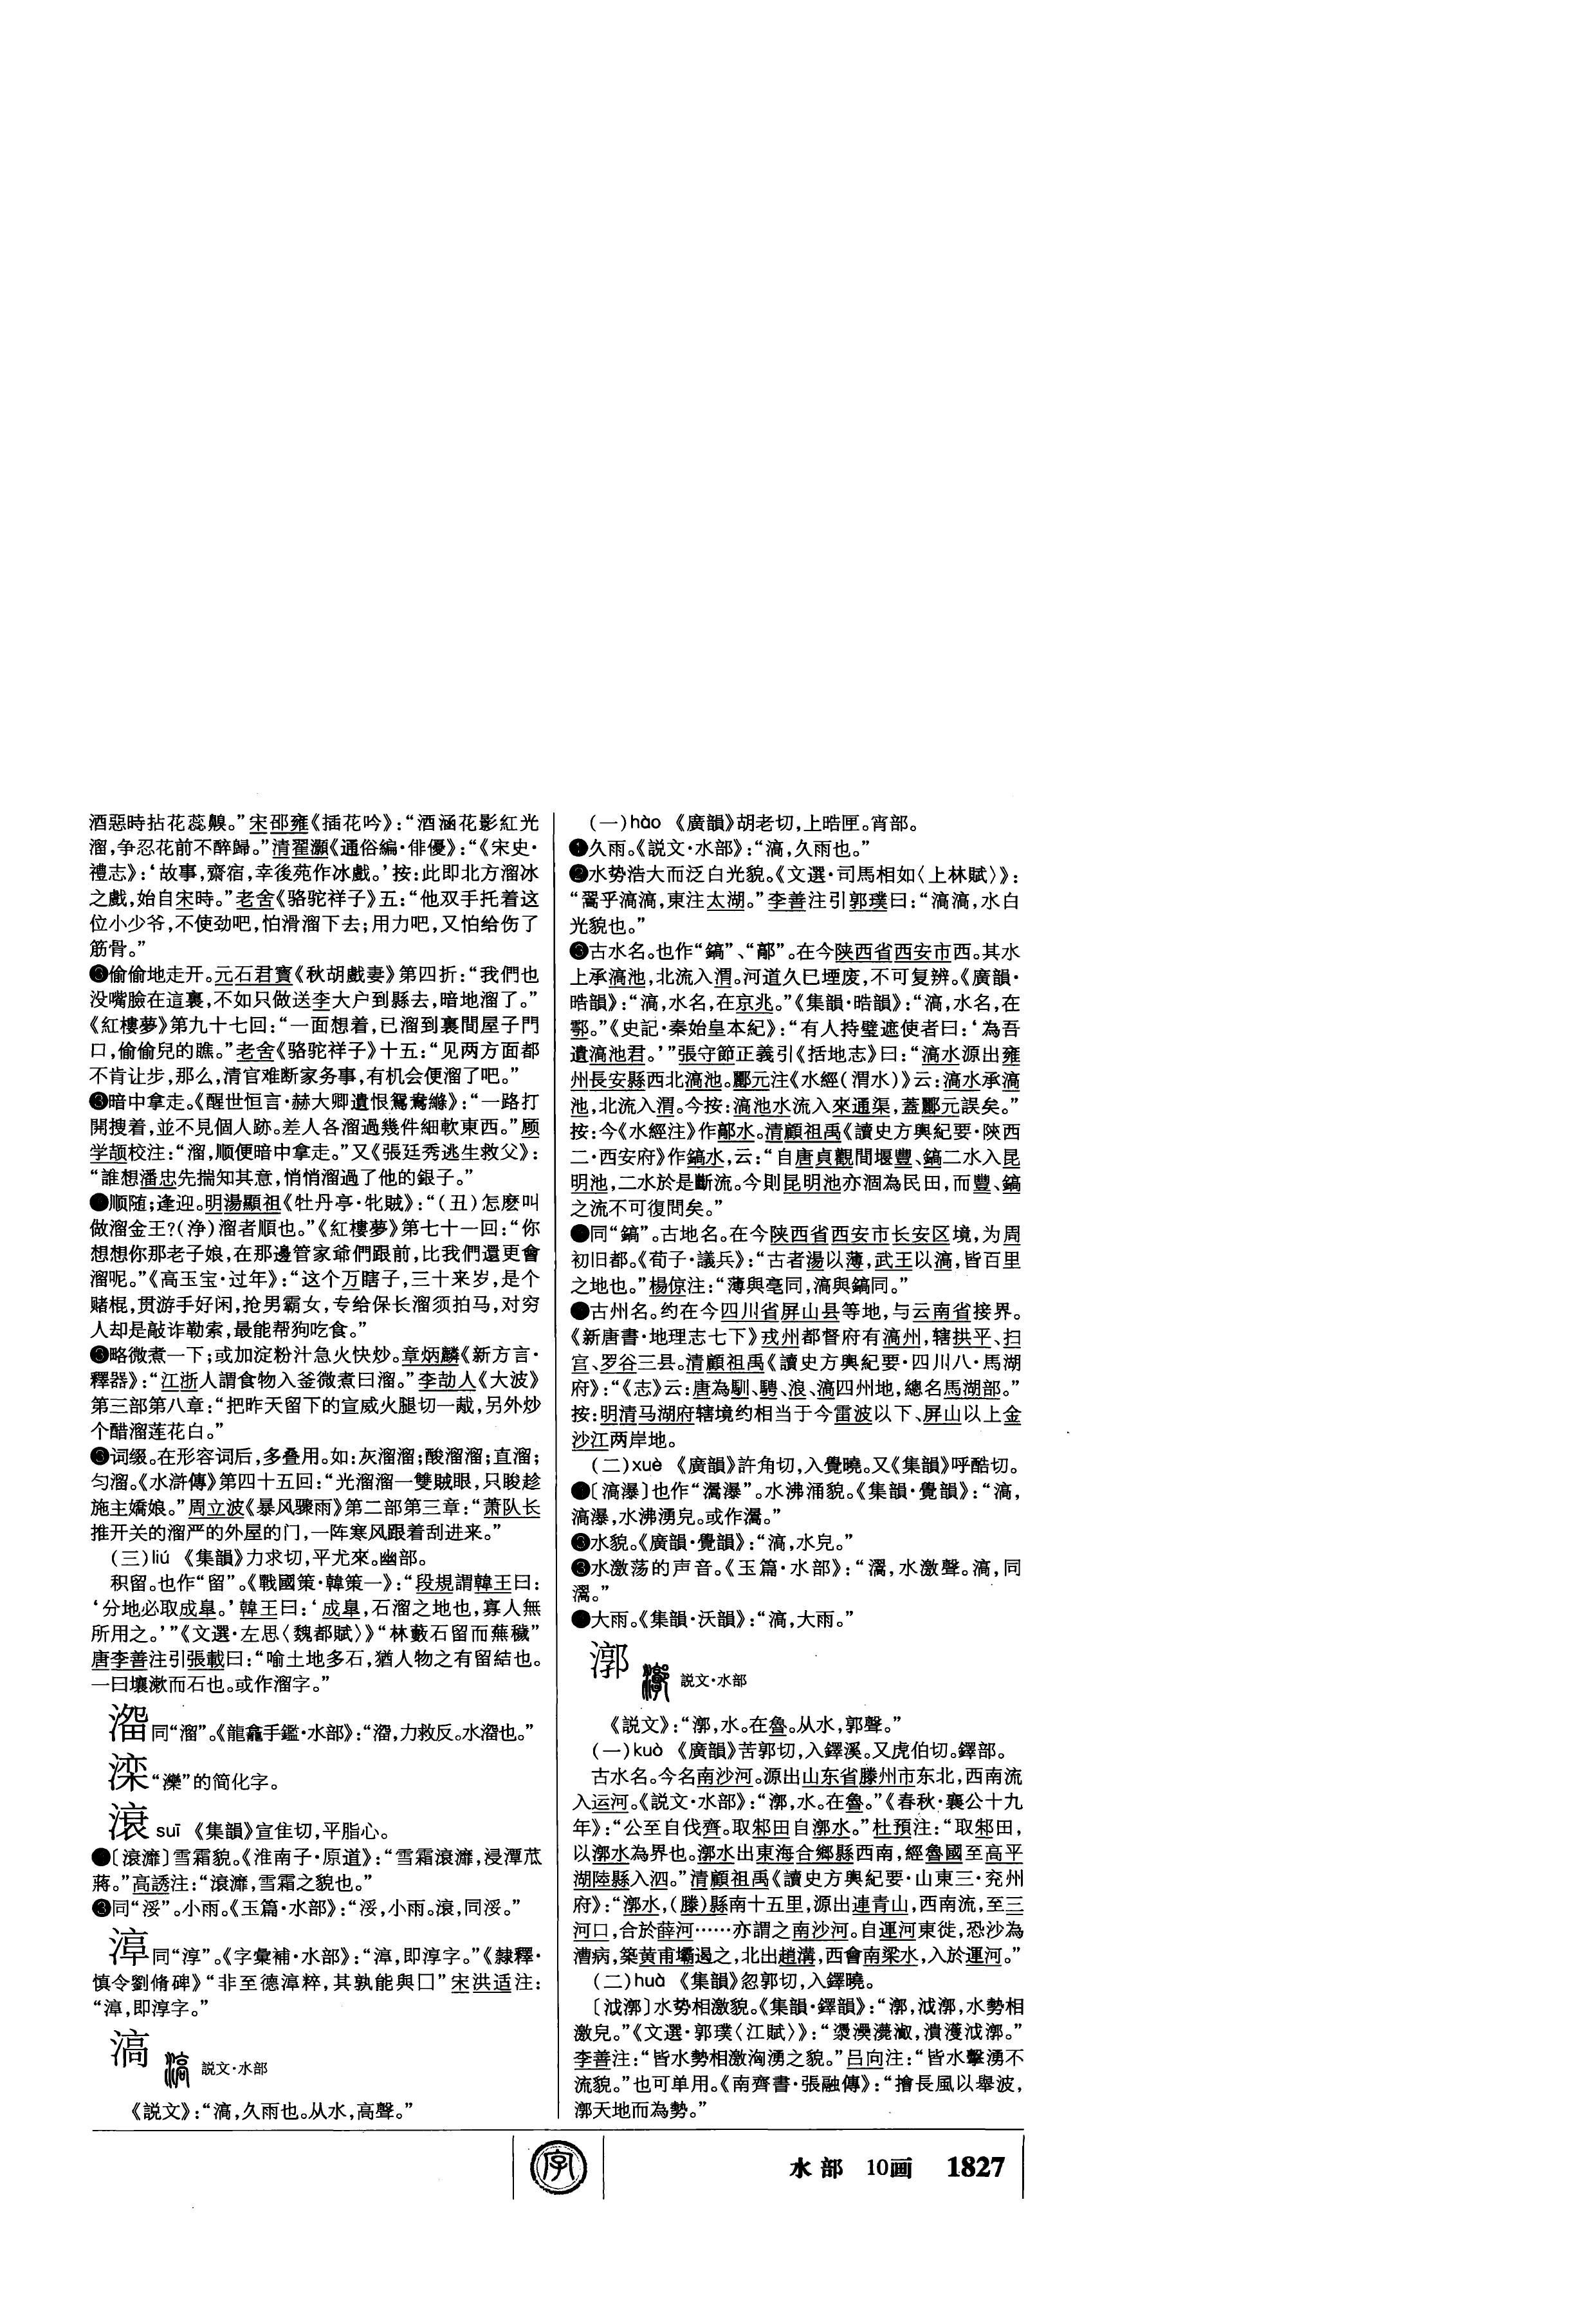 酒惡時拈花蕊齅。”宋邵雍《插花吟》：“酒涵花影紅光
溜，争忍花前不醉歸。”清翟灝《通俗編·俳優》：“《宋史·
禮志》：‘故事，齋宿，幸後苑作冰戲。’按：此即北方溜冰
之戲，始自宋時。”老舍《骆驼祥子》五：“他双手托着这
位小少爷，不使劲吧，怕滑溜下去；用力吧，又怕给伤了
筋骨。”
偷偷地走开。元石君寶《秋胡戲妻》第四折：“我們也
没嘴臉在這裏，不如只做送李大户到縣去，暗地溜了。”
《紅樓夢》第九十七回：“一面想着，已溜到裏間屋子門
口，偷偷兒的瞧。”老舍《骆驼祥子》十五：“见两方面都
不肯让步，那么，清官难断家务事，有机会便溜了吧。”
暗中拿走。《醒世恒言·赫大卿遺恨鴛鴦縧》：“一路打
開搜着，並不見個人跡。差人各溜過幾件細軟東西。”顾
学颉校注：“溜，顺便暗中拿走。”又《張廷秀逃生救父》：
“誰想潘忠先揣知其意，悄悄溜過了他的銀子。”
顺随；逢迎。明湯顯祖《牡丹亭·牝賊》：“（丑）怎麽叫
做溜金王?（净）溜者順也。”《紅樓夢》第七十一回：“你
想想你那老子娘，在那邊管家爺們跟前，比我們還更會
溜呢。”《高玉宝·过年》：“这个万瞎子，三十来岁，是个
赌棍，贯游手好闲，抢男霸女，专给保长溜须拍马，对穷
人却是敲诈勒索，最能帮狗吃食。”
略微煮一下；或加淀粉汁急火快炒。章炳麟《新方言·
釋器》：“江浙人謂食物入釜微煮曰溜。”李劼人《大波》
第三部第八章：“把昨天留下的宣威火腿切一胾，另外炒
个醋溜莲花白。”
词缀。在形容词后，多叠用。如：灰溜溜；酸溜溜；直溜；
匀溜。《水滸傳》第四十五回：“光溜溜一雙賊眼，只睃趁
施主嬌娘。”周立波《暴风骤雨》第二部第三章：“萧队长
推开关的溜严的外屋的门，一阵寒风跟着刮进来。”
（三）liú 《集韻》力求切，平尤來。幽部。
积留。也作“留”。《戰國策·韓策一》：“段規謂韓王曰：
‘分地必取成臯。’韓王曰：‘成臯，石溜之地也，寡人無
所用之。’”《文選·左思〈魏都賦〉》“林藪石留而蕪穢”
唐李善注引張載曰：“喻土地多石，猶人物之有留結也。
一曰壤漱而石也。或作溜字。”
同“溜”。《龍龕手鑑·水部》：“，力救反。水也。”
滦“灤”的简化字。
滖 suī 《集韻》宣隹切，平脂心。
〔滖〕雪霜貌。《淮南子·原道》：“雪霜滖，浸潭苽
蔣。”高誘注：“滖，雪霜之貌也。”
同“浽”。小雨。《玉篇·水部》：“浽，小雨。滖，同浽。”
同“淳”。《字彙補·水部》：“，即淳字。”《隸釋·
慎令劉脩碑》“非至德粹，其孰能與囗”宋洪适注：
“，即淳字。”
滈 説文·水部
《説文》：“滈，久雨也。从水，高聲。”
（一）hào 《廣韻》胡老切，上晧匣。宵部。
久雨。《説文·水部》：“滈，久雨也。”
❷水势浩大而泛白光貌。《文選·司馬相如〈上林賦〉》：
“翯乎滈滈，東注太湖。”李善注引郭璞曰：“滈滈，水白
光貌也。”
古水名。也作“鎬”、“鄗”。在今陕西省西安市西。其水
上承滈池，北流入渭。河道久已堙废，不可复辨。《廣韻·
晧韻》：“滈，水名，在京兆。”《集韻·晧韻》：“滈，水名，在
鄠。”《史記·秦始皇本紀》：“有人持璧遮使者曰：‘為吾
遺滈池君。’”張守節正義引《括地志》曰：“滈水源出雍
州長安縣西北滈池。酈元注《水經（渭水）》云：滈水承滈
池，北流入渭。今按：滈池水流入來通渠，蓋酈元誤矣。”
按：今《水經注》作鄗水。清顧祖禹《讀史方輿紀要·陝西
二·西安府》作鎬水，云：“自唐貞觀間堰豐、鎬二水入昆
明池，二水於是斷流。今則昆明池亦涸為民田，而豐、鎬
之流不可復問矣。”
同“鎬”。古地名。在今陕西省西安市长安区境，为周
初旧都。《荀子·議兵》：“古者湯以薄，武王以滈，皆百里
之地也。”楊倞注：“薄與亳同，滈與鎬同。”
古州名。约在今四川省屏山县等地，与云南省接界。
《新唐書·地理志七下》戎州都督府有滈州，辖拱平、扫
宫、罗谷三县。清顧祖禹《讀史方輿紀要·四川八·馬湖
府》：“《志》云：唐為馴、騁、浪、滈四州地，總名馬湖部。”
按：明清马湖府辖境约相当于今雷波以下、屏山以上金
沙江两岸地。
（二）xuè 《廣韻》許角切，入覺曉。又《集韻》呼酷切。
〔滈瀑〕也作“瀥瀑”。水沸涌貌。《集韻·覺韻》：“滈，
滈瀑，水沸湧皃。或作瀥。”
水貌。《廣韻·覺韻》：“滈，水皃。”
水激荡的声音。《玉篇·水部》：“，水激聲。滈，同
。”
大雨。《集韻·沃韻》：“滈，大雨。”
漷 説文·水部
《説文》：“漷，水。在魯。从水，郭聲。”
（一）kuò 《廣韻》苦郭切，入鐸溪。又虎伯切。鐸部。
古水名。今名南沙河。源出山东省滕州市东北，西南流
入运河。《説文·水部》：“漷，水。在魯。”《春秋·襄公十九
年》：“公至自伐齊。取邾田自漷水。”杜預注：“取邾田，
以漷水為界也。漷水出東海合鄉縣西南，經魯國至高平
湖陸縣入泗。”清顧祖禹《讀史方輿紀要·山東三·兖州
府》：“漷水，（滕）縣南十五里，源出連青山，西南流，至三
河口，合於薛河……亦謂之南沙河。自運河東徙，恐沙為
漕病，築黄甫壩遏之，北出趙溝，西會南梁水，入於運河。”
（二）huà 《集韻》忽郭切，入鐸曉。
〔泧漷〕水势相激貌。《集韻·鐸韻》：“漷，泧漷，水勢相
激皃。”《文選·郭璞〈江賦〉》：“，潰濩泧漷。”
李善注：“皆水勢相激洶湧之貌。”吕向注：“皆水擊湧不
流貌。”也可单用。《南齊書·張融傳》：“擔長風以舉波，
漷天地而為勢。”
水部 10画 1827